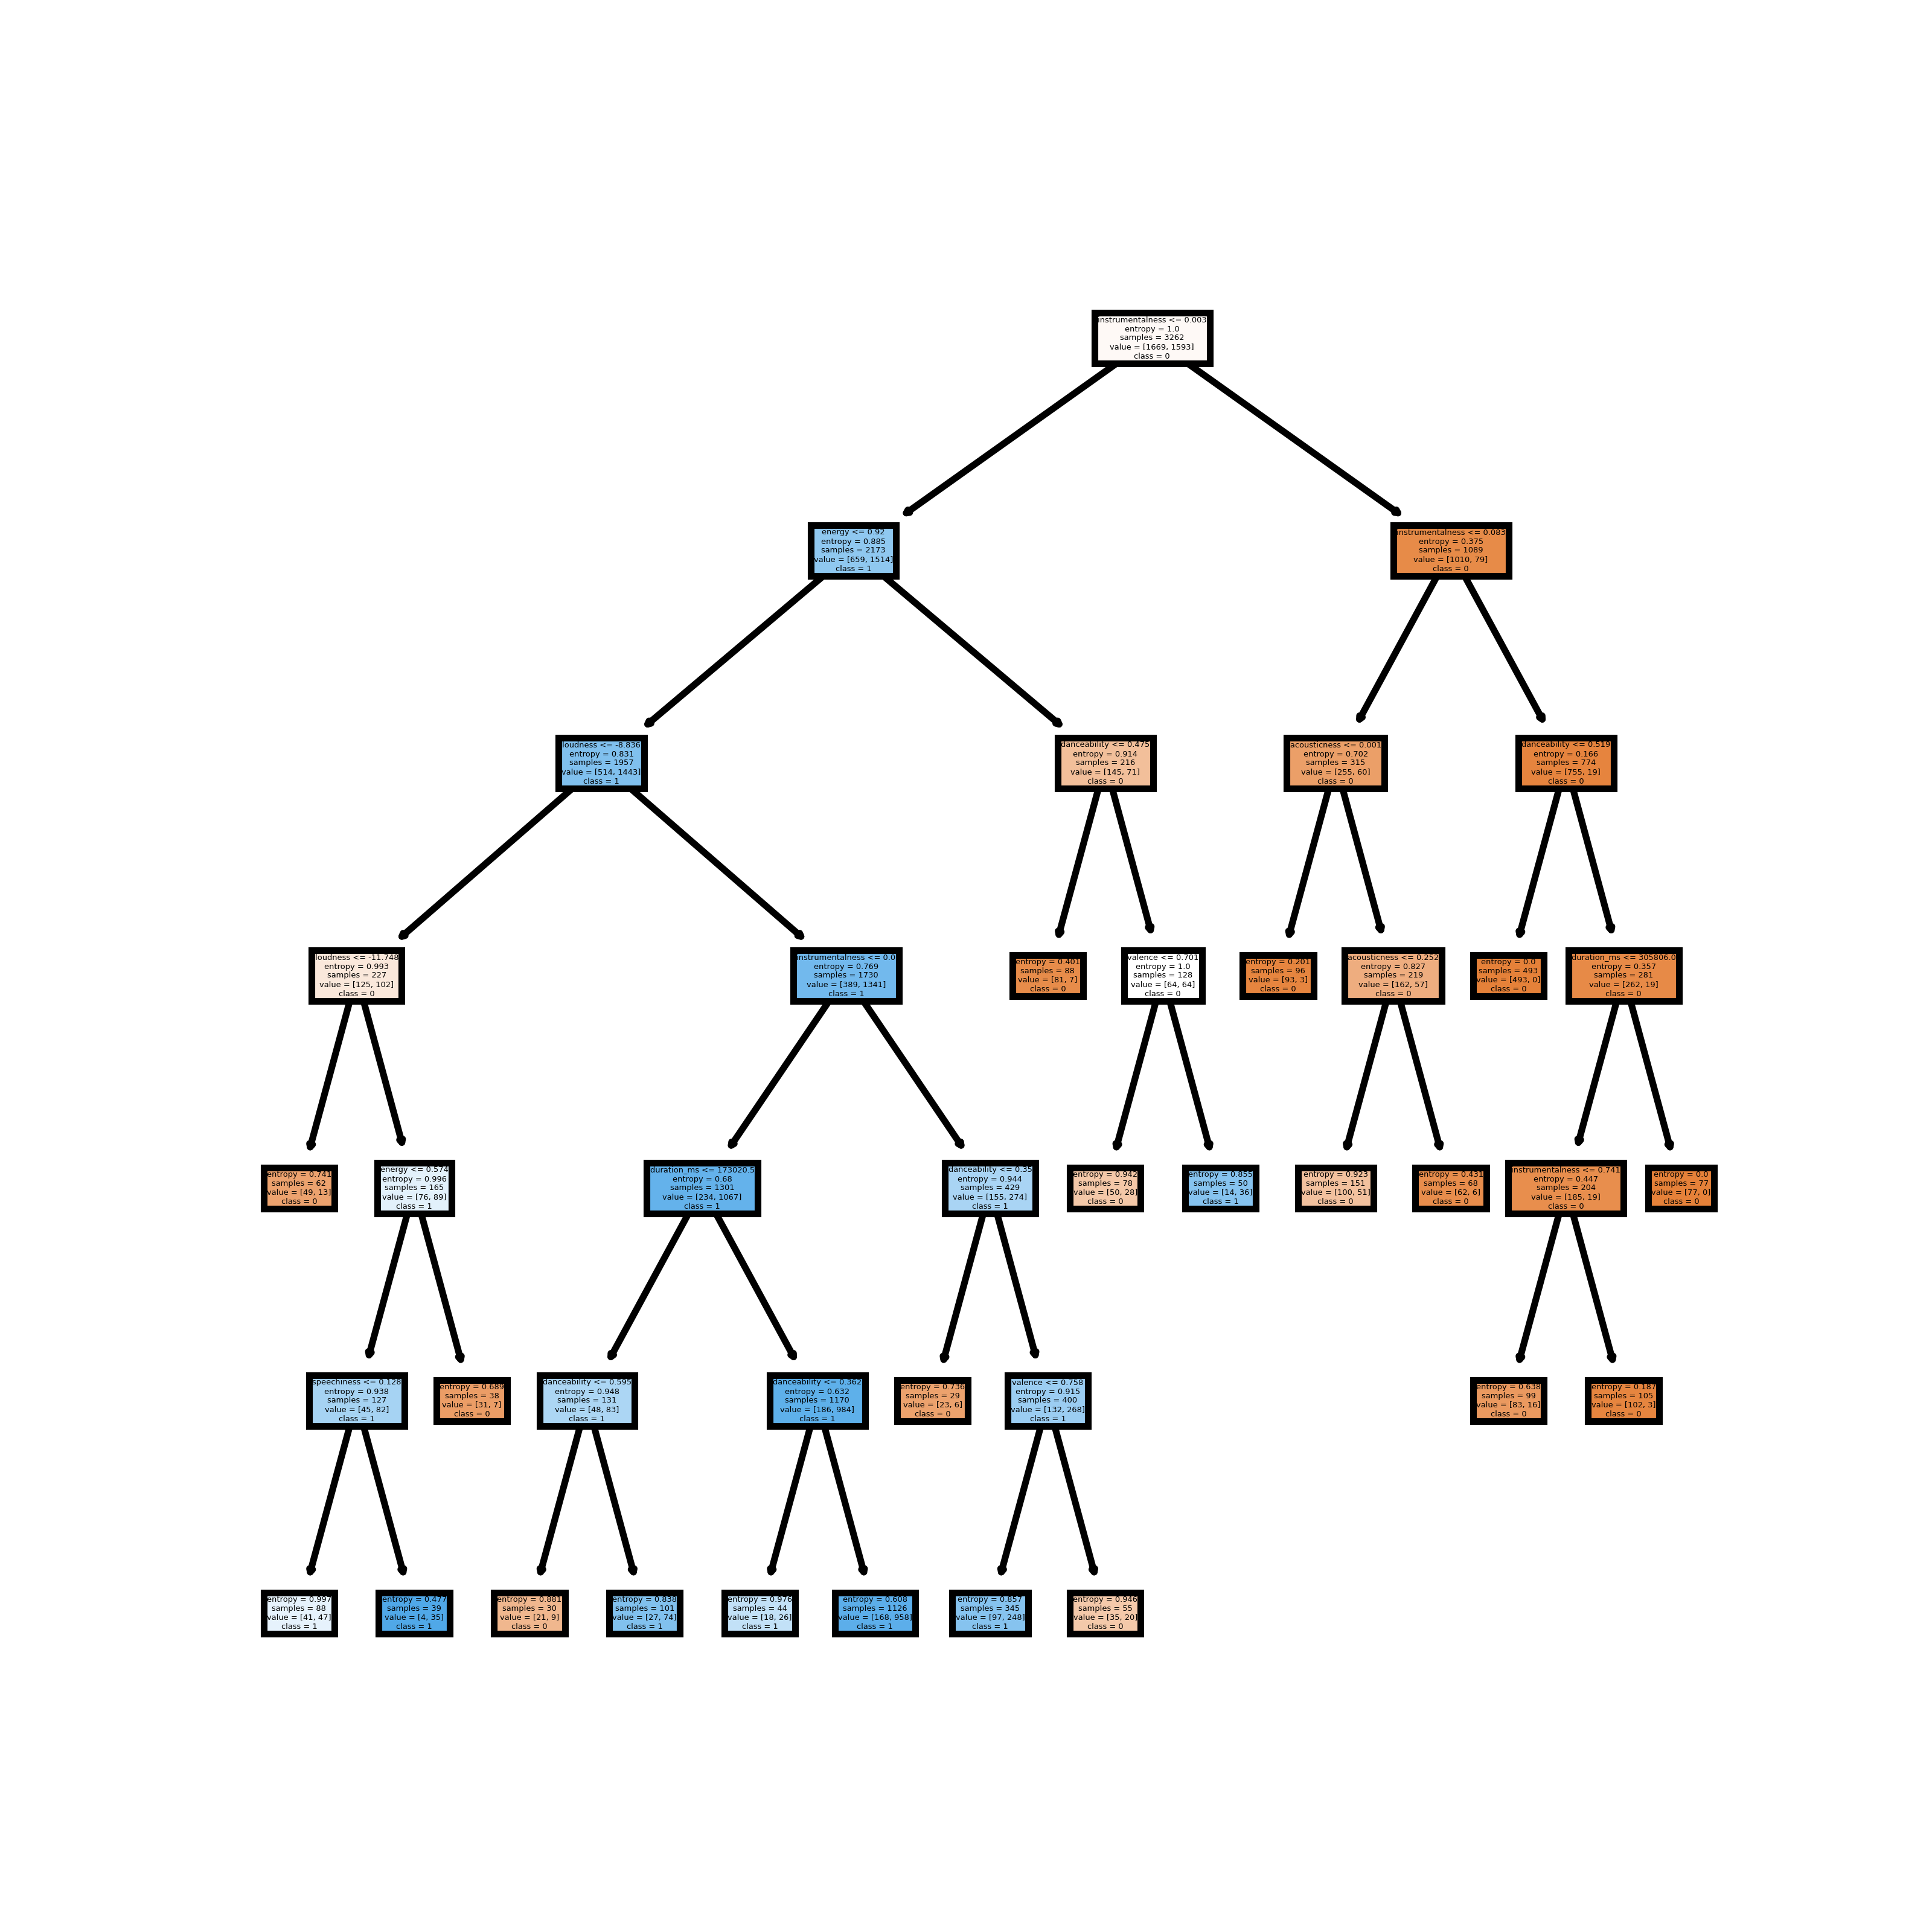 instrumentalness <= 0.003
entropy = 1.0
samples = 3262
value = [1669, 1593]
class = 0
energy <= 0.92
entropy = 0.885
samples = 2173
value = [659, 1514]
class = 1
instrumentalness <= 0.083
entropy = 0.375
samples = 1089
value = [1010, 79]
class = 0
loudness <= -8.836
entropy = 0.831
samples = 1957
value = [514, 1443]
class = 1
danceability <= 0.475
entropy = 0.914
samples = 216
value = [145, 71]
class = 0
acousticness <= 0.001
entropy = 0.702
samples = 315
value = [255, 60]
class = 0
danceability <= 0.519
entropy = 0.166
samples = 774
value = [755, 19]
class = 0
loudness <= -11.748
entropy = 0.993
samples = 227
value = [125, 102]
class = 0
instrumentalness <= 0.0
entropy = 0.769
samples = 1730
value = [389, 1341]
class = 1
entropy = 0.401
samples = 88
value = [81, 7]
class = 0
valence <= 0.701
entropy = 1.0
samples = 128
value = [64, 64]
class = 0
entropy = 0.201
samples = 96
value = [93, 3]
class = 0
acousticness <= 0.252
entropy = 0.827
samples = 219
value = [162, 57]
class = 0
entropy = 0.0
samples = 493
value = [493, 0]
class = 0
duration_ms <= 305806.0
entropy = 0.357
samples = 281
value = [262, 19]
class = 0
entropy = 0.741
samples = 62
value = [49, 13]
class = 0
energy <= 0.574
entropy = 0.996
samples = 165
value = [76, 89]
class = 1
duration_ms <= 173020.5
entropy = 0.68
samples = 1301
value = [234, 1067]
class = 1
danceability <= 0.35
entropy = 0.944
samples = 429
value = [155, 274]
class = 1
entropy = 0.942
samples = 78
value = [50, 28]
class = 0
entropy = 0.855
samples = 50
value = [14, 36]
class = 1
entropy = 0.923
samples = 151
value = [100, 51]
class = 0
entropy = 0.431
samples = 68
value = [62, 6]
class = 0
instrumentalness <= 0.741
entropy = 0.447
samples = 204
value = [185, 19]
class = 0
entropy = 0.0
samples = 77
value = [77, 0]
class = 0
speechiness <= 0.128
entropy = 0.938
samples = 127
value = [45, 82]
class = 1
entropy = 0.689
samples = 38
value = [31, 7]
class = 0
danceability <= 0.595
entropy = 0.948
samples = 131
value = [48, 83]
class = 1
danceability <= 0.362
entropy = 0.632
samples = 1170
value = [186, 984]
class = 1
entropy = 0.736
samples = 29
value = [23, 6]
class = 0
valence <= 0.758
entropy = 0.915
samples = 400
value = [132, 268]
class = 1
entropy = 0.638
samples = 99
value = [83, 16]
class = 0
entropy = 0.187
samples = 105
value = [102, 3]
class = 0
entropy = 0.997
samples = 88
value = [41, 47]
class = 1
entropy = 0.477
samples = 39
value = [4, 35]
class = 1
entropy = 0.881
samples = 30
value = [21, 9]
class = 0
entropy = 0.838
samples = 101
value = [27, 74]
class = 1
entropy = 0.976
samples = 44
value = [18, 26]
class = 1
entropy = 0.608
samples = 1126
value = [168, 958]
class = 1
entropy = 0.857
samples = 345
value = [97, 248]
class = 1
entropy = 0.946
samples = 55
value = [35, 20]
class = 0